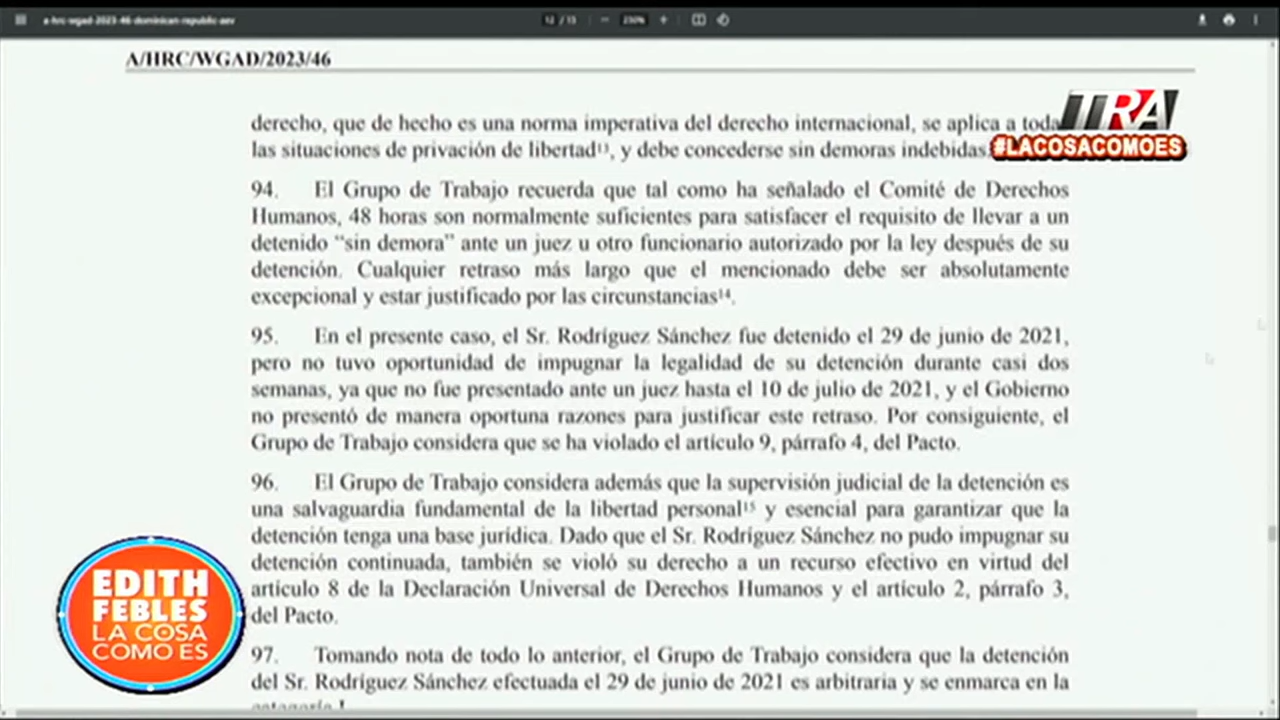 a-hrc-wgad-2023-46-dominican-republic-aev
12 / 13
230%
A/HRC/WGAD/2023/46
TRA
#LACOSACOMOES
derecho, que de hecho es una norma imperativa del derecho internacional, se aplica a toda
las situaciones de privación de libertad¹³, y debe concederse sin demoras indebidas.
94. El Grupo de Trabajo recuerda que tal como ha señalado el Comité de Derechos
Humanos, 48 horas son normalmente suficientes para satisfacer el requisito de llevar a un
detenido “sin demora” ante un juez u otro funcionario autorizado por la ley después de su
detención. Cualquier retraso más largo que el mencionado debe ser absolutamente
excepcional y estar justificado por las circunstancias¹⁴.
95. En el presente caso, el Sr. Rodríguez Sánchez fue detenido el 29 de junio de 2021,
pero no tuvo oportunidad de impugnar la legalidad de su detención durante casi dos
semanas, ya que no fue presentado ante un juez hasta el 10 de julio de 2021, y el Gobierno
no presentó de manera oportuna razones para justificar este retraso. Por consiguiente, el
Grupo de Trabajo considera que se ha violado el artículo 9, párrafo 4, del Pacto.
96. El Grupo de Trabajo considera además que la supervisión judicial de la detención es
una salvaguardia fundamental de la libertad personal¹⁵ y esencial para garantizar que la
detención tenga una base jurídica. Dado que el Sr. Rodríguez Sánchez no pudo impugnar su
detención continuada, también se violó su derecho a un recurso efectivo en virtud del
artículo 8 de la Declaración Universal de Derechos Humanos y el artículo 2, párrafo 3,
del Pacto.
97. Tomando nota de todo lo anterior, el Grupo de Trabajo considera que la detención
del Sr. Rodríguez Sánchez efectuada el 29 de junio de 2021 es arbitraria y se enmarca en la
EDITH
FEBLES
LA COSA
COMO ES